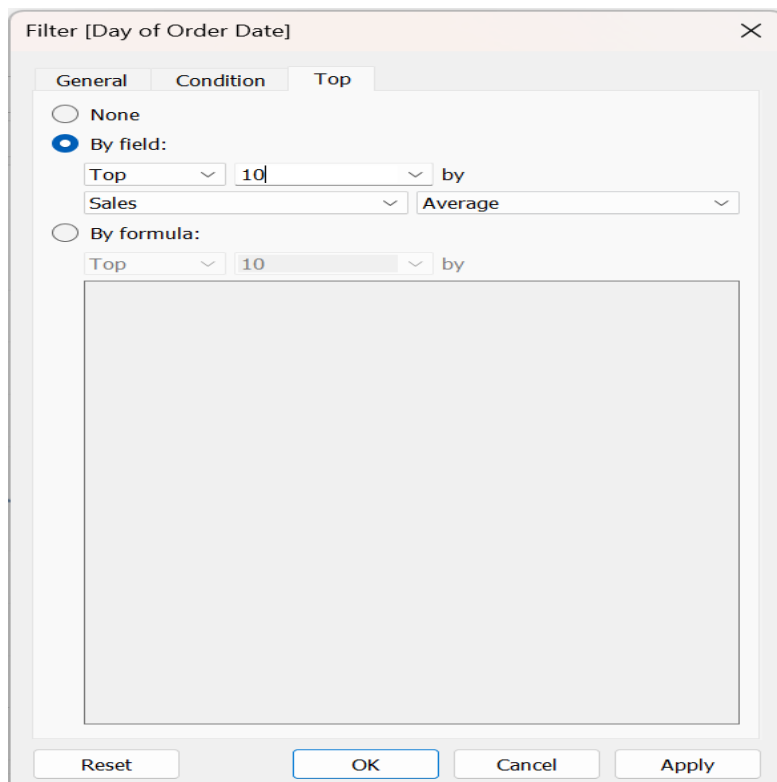 Filter [Day of Order Date]
General Condition Top
None
By field:
Top 10 by
Sales Average
By formula:
Top 10 by
Reset OK Cancel Apply